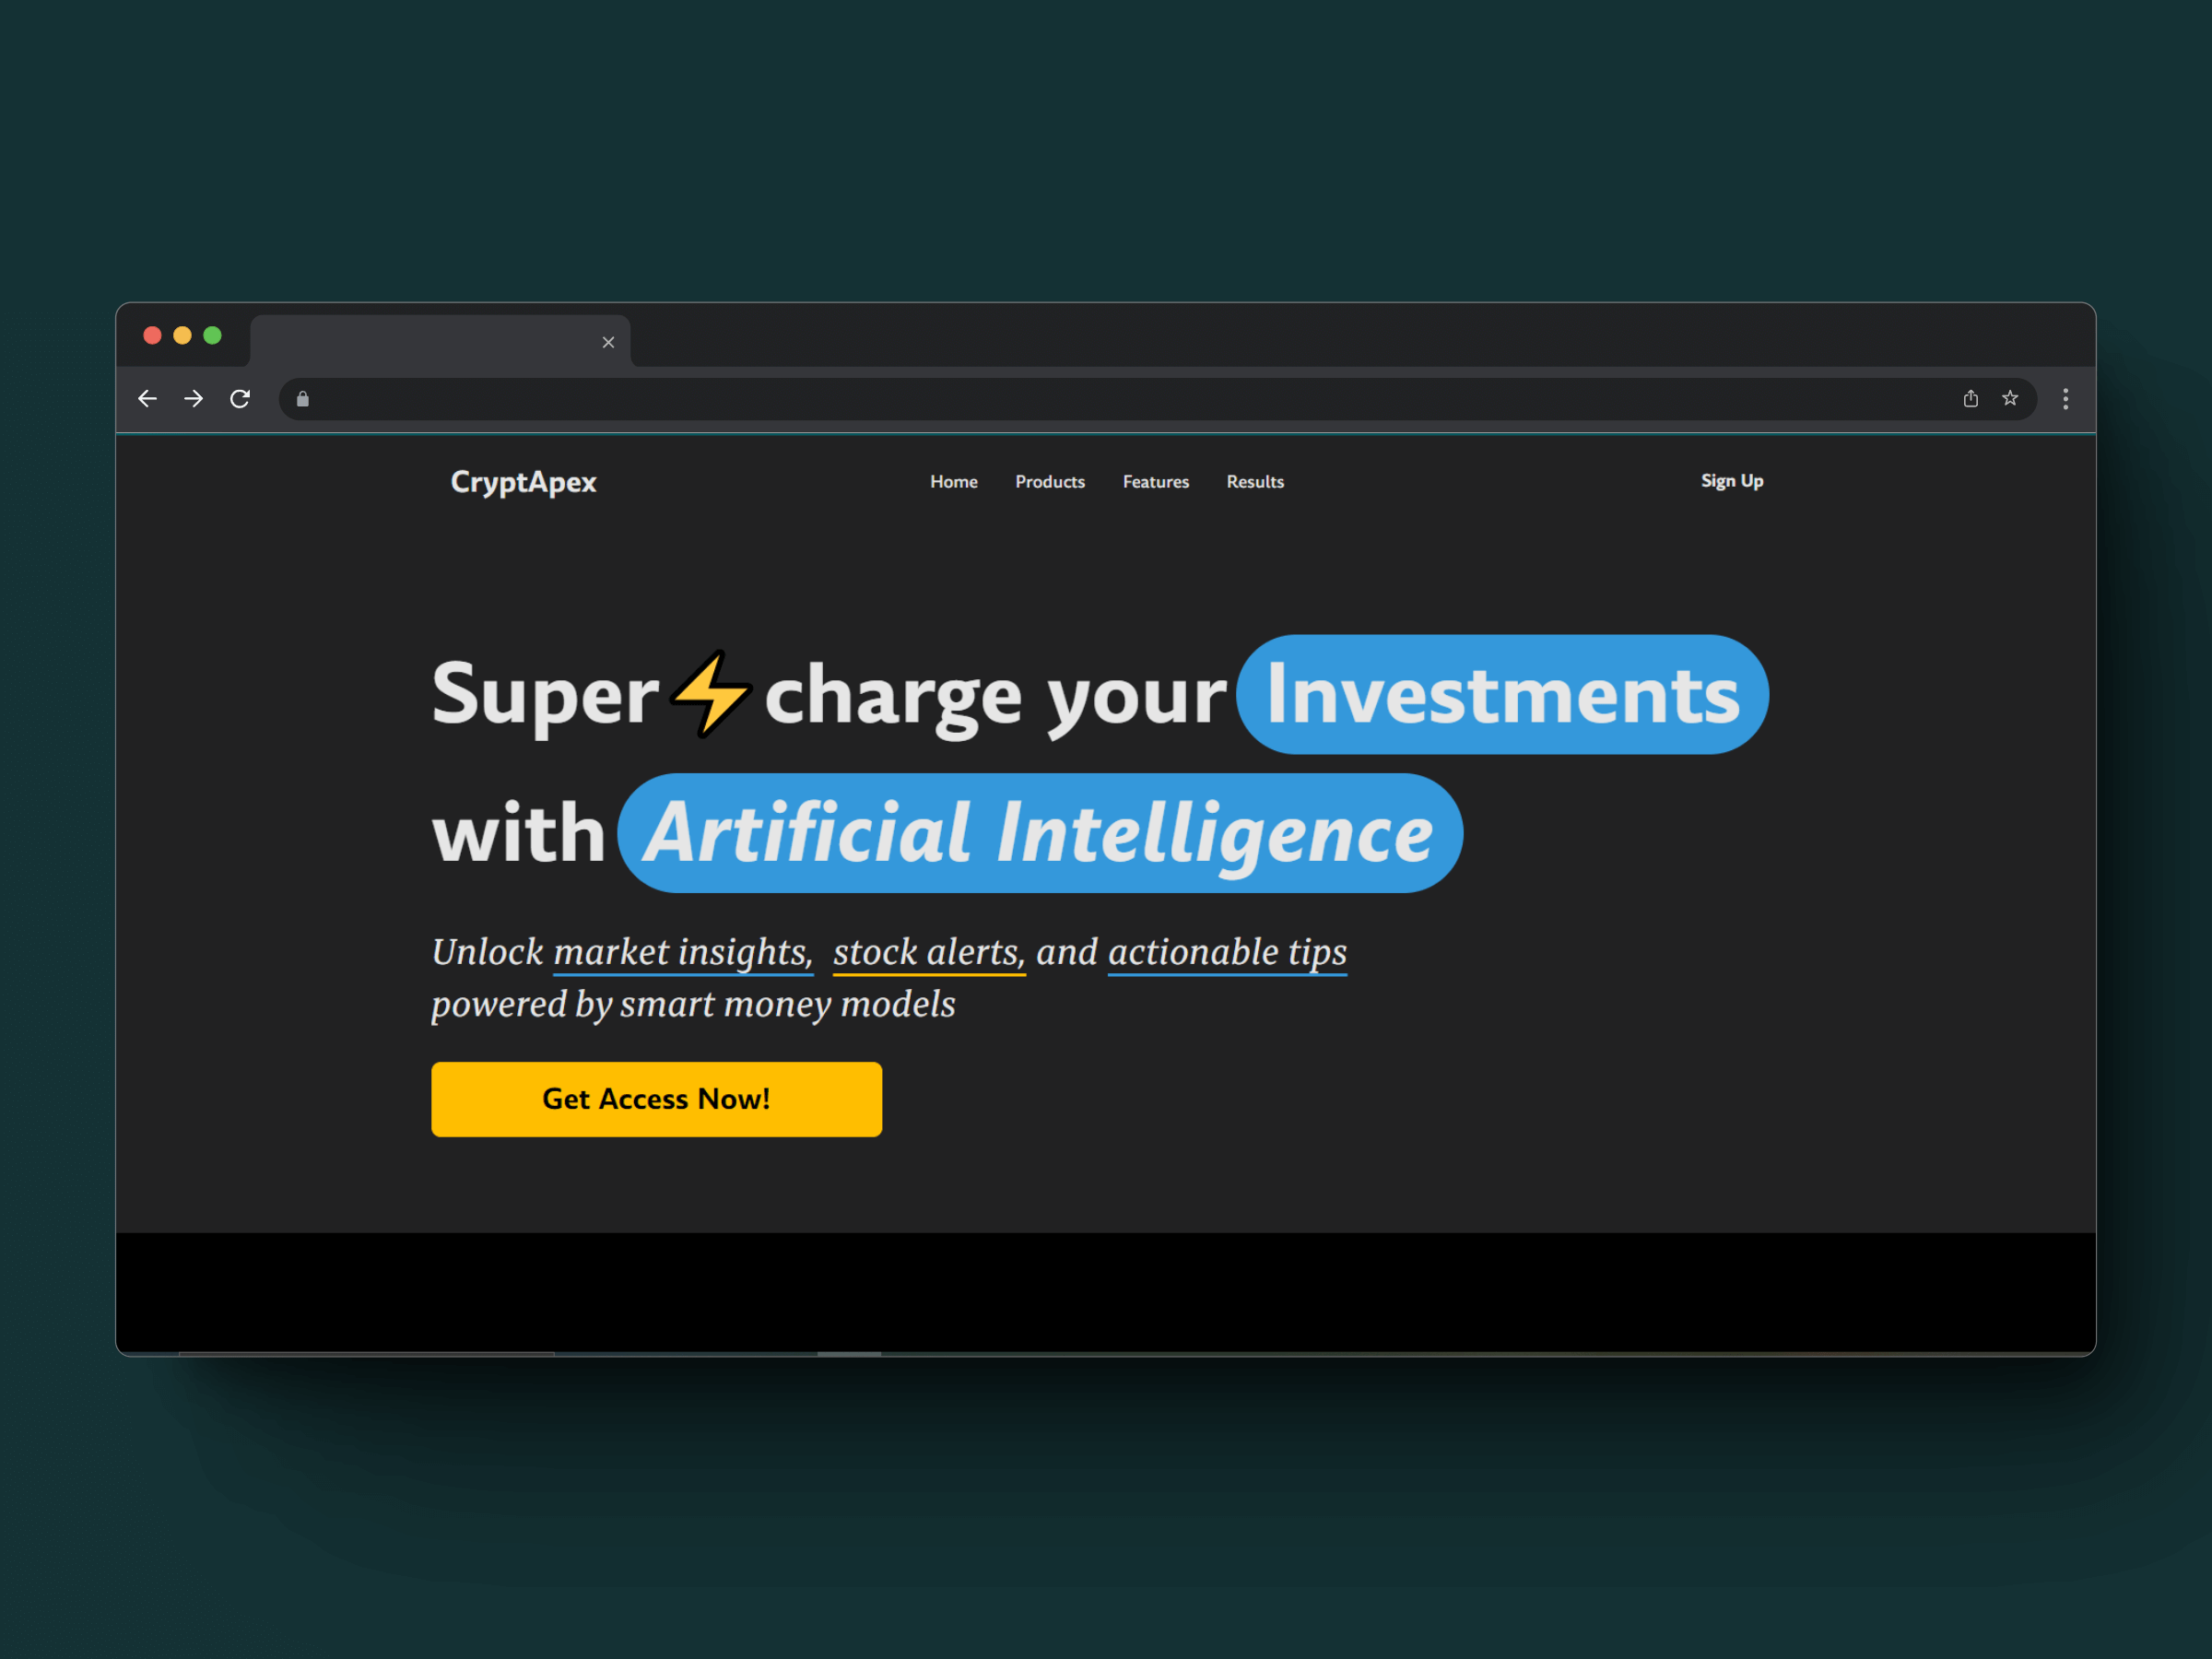 CryptApex
Home Products Features Results
Sign Up
Super⚡charge your Investments
with Artificial Intelligence
Unlock market insights, stock alerts, and actionable tips
powered by smart money models
Get Access Now!